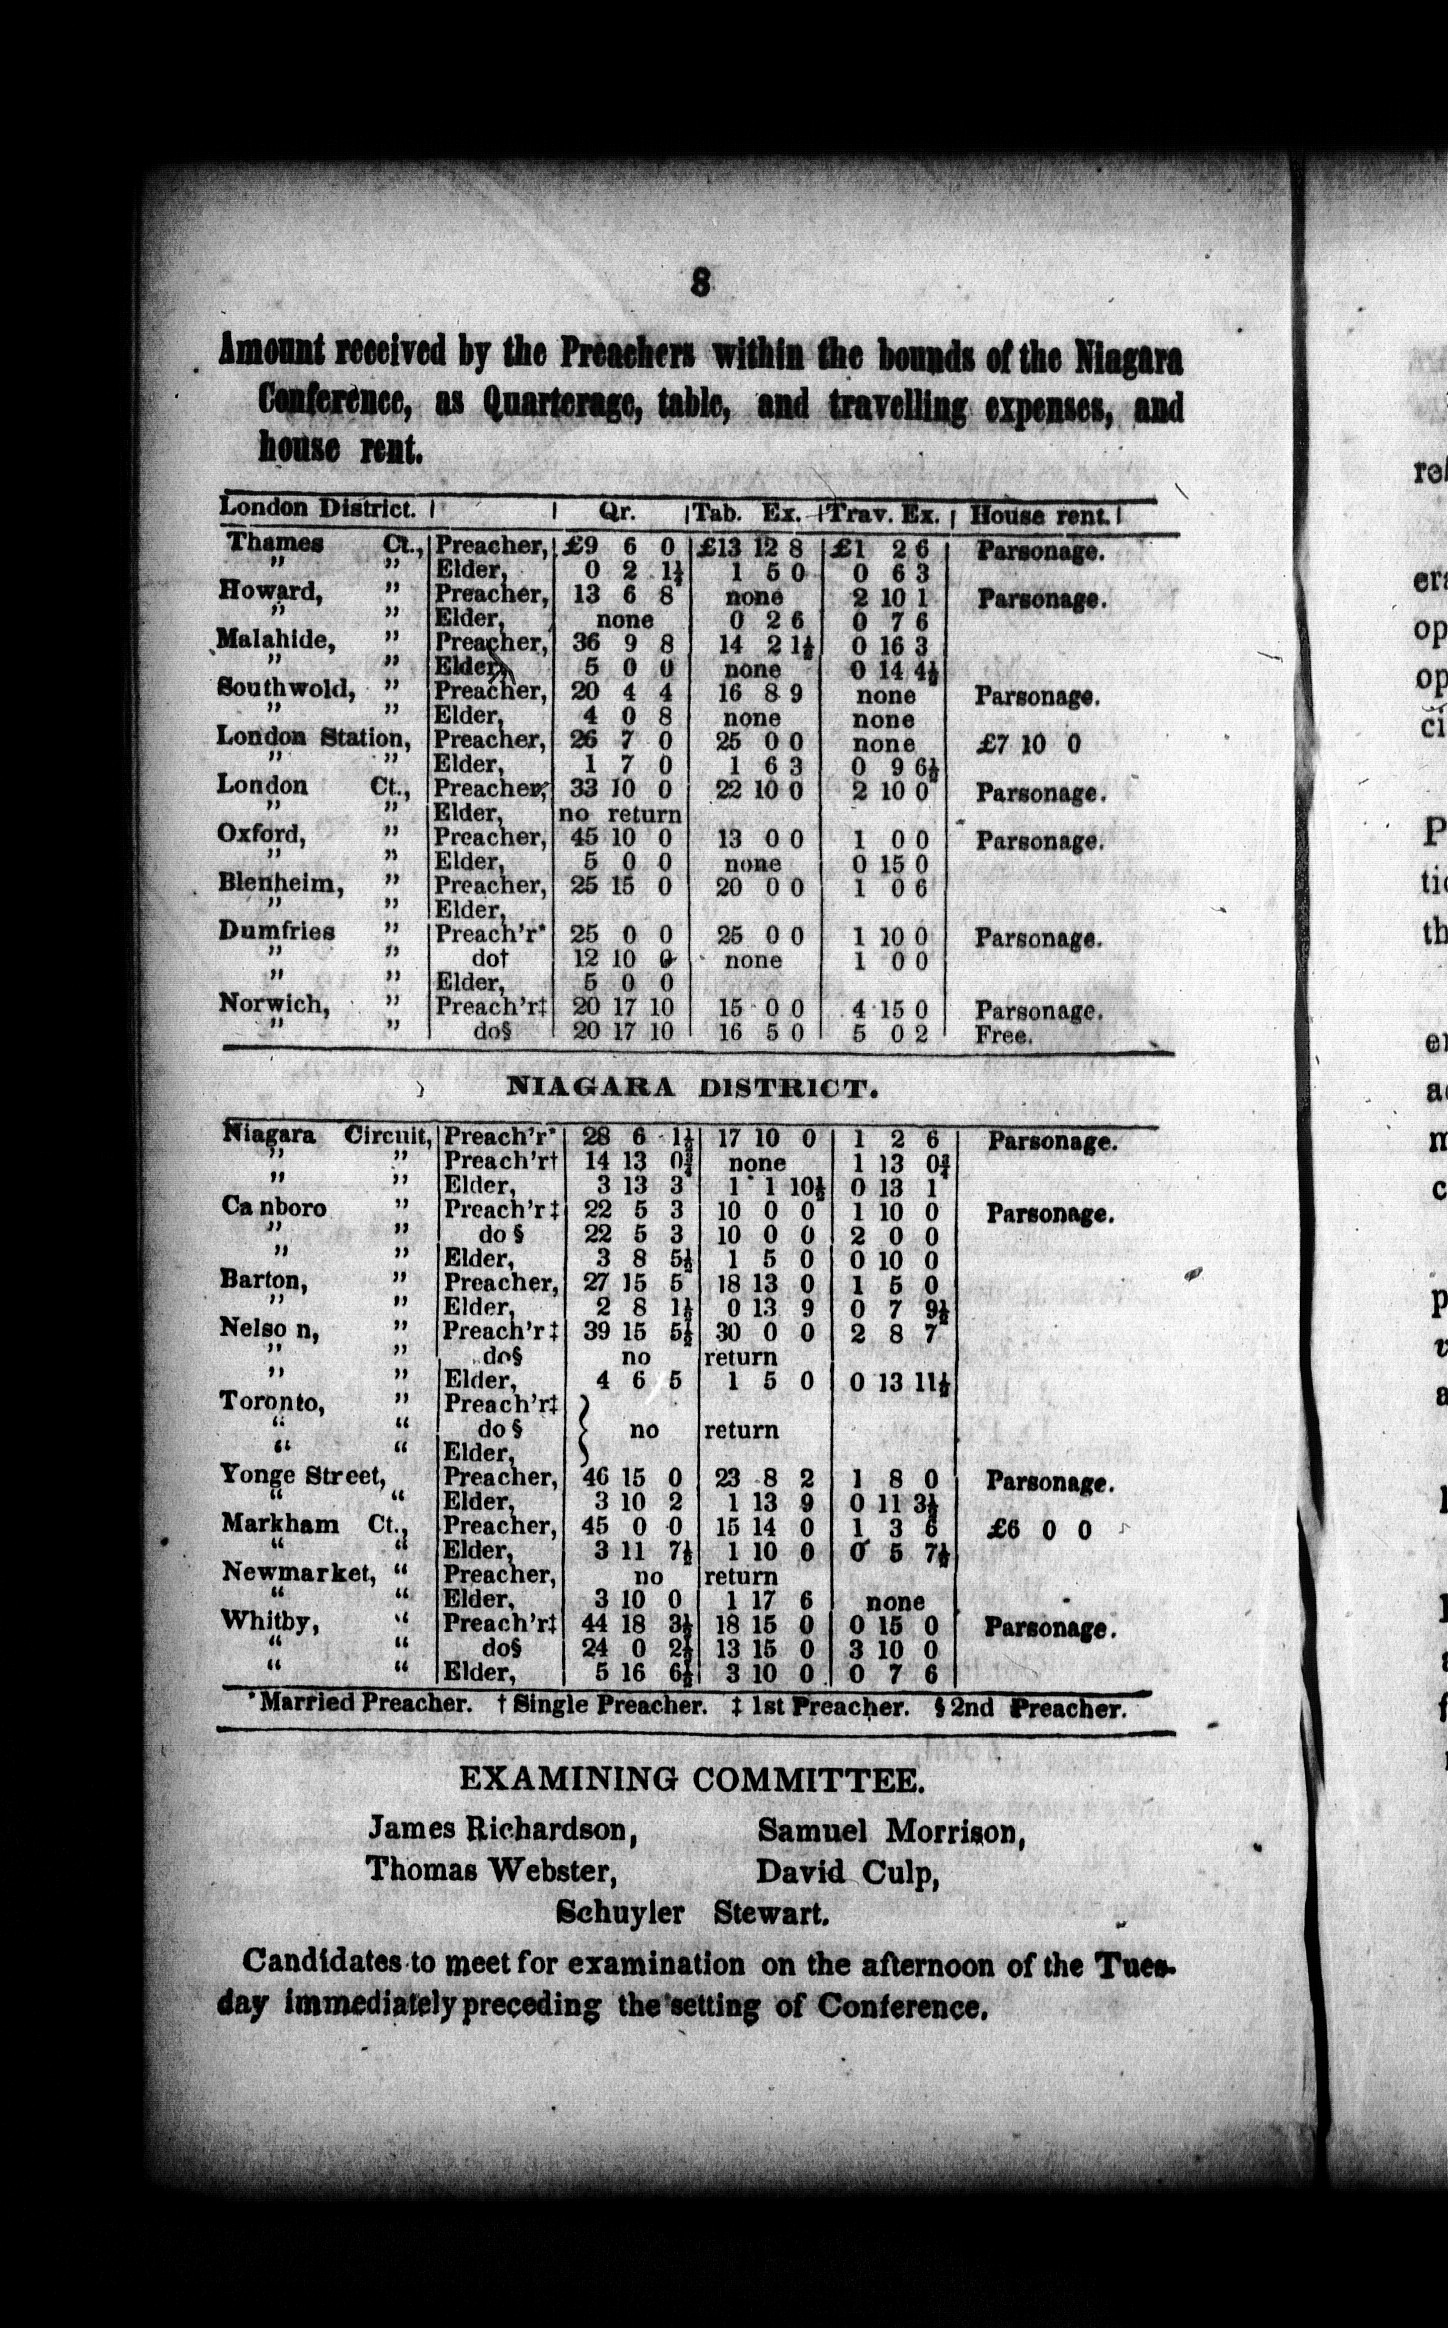 8
Amount received by the Preachers within the bounds of the Niagara
Conference, as Quarterage, table, and travelling expenses, and
house rent.
London District. | | Qr. | Tab. Ex. | Trav. Ex. | House rent. |
Thames Ct., Preacher, £9 6 0 £13 12 8 £1 2 6 Parsonage.
" " Elder, 0 2 1½ 1 5 0 0 6 3
Howard, " Preacher, 13 6 8 none 2 10 1 Parsonage.
" " Elder, none 0 2 6 0 7 6
Malahide, " Preacher, 36 9 8 14 2 1½ 0 16 3
" " Elder, 5 0 0 none 0 14 4½
Southwold, " Preacher, 20 4 4 16 8 9 none Parsonage.
" " Elder, 4 0 8 none none
London Station, Preacher, 26 7 0 25 0 0 none £7 10 0
" " Elder, 1 7 0 1 6 3 0 9 6½
London Ct., Preacher, 33 10 0 22 10 0 2 10 0 Parsonage.
" " Elder, no return
Oxford, " Preacher, 45 10 0 13 0 0 1 0 0 Parsonage.
" " Elder, 5 0 0 none 0 15 0
Blenheim, " Preacher, 25 15 0 20 0 0 1 0 6
" " Elder,
Dumfries " Preach'r* 25 0 0 25 0 0 1 10 0 Parsonage.
" " do† 12 10 0 none 1 0 0
" " Elder, 5 0 0
Norwich, " Preach'r‡ 20 17 10 15 0 0 4 15 0 Parsonage.
" " do§ 20 17 10 16 5 0 5 0 2 Free.
NIAGARA DISTRICT.
Niagara Circuit, Preach'r* 28 6 1½ 17 10 0 1 2 6 Parsonage.
" " Preach'r† 14 13 0¾ none 1 13 0¾
" " Elder, 3 13 3 1 1 10½ 0 13 1
Ca nboro " Preach'r‡ 22 5 3 10 0 0 1 10 0 Parsonage.
" " do § 22 5 3 10 0 0 2 0 0
" " Elder, 3 8 5½ 1 5 0 0 10 0
Barton, " Preacher, 27 15 5 18 13 0 1 5 0
" " Elder, 2 8 1½ 0 13 9 0 7 9½
Nelso n, " Preach'r‡ 39 15 5½ 30 0 0 2 8 7
" " do§ no return
" " Elder, 4 6 5 1 5 0 0 13 11½
Toronto, " Preach'r‡
" " do § } no return
" " Elder,
Yonge Street, Preacher, 46 15 0 23 8 2 1 8 0 Parsonage.
" " Elder, 3 10 2 1 13 9 0 11 3½
Markham Ct., Preacher, 45 0 0 15 14 0 1 3 6 £6 0 0
" " Elder, 3 11 7½ 1 10 0 0 5 7½
Newmarket, " Preacher, no return
" " Elder, 3 10 0 1 17 6 none
Whitby, " Preach'r‡ 44 18 3½ 18 15 0 0 15 0 Parsonage.
" " do§ 24 0 2½ 13 15 0 3 10 0
" " Elder, 5 16 6½ 3 10 0 0 7 6
*Married Preacher. † Single Preacher. ‡ 1st Preacher. § 2nd Preacher.
EXAMINING COMMITTEE.
James Richardson, Samuel Morrison,
Thomas Webster, David Culp,
Schuyler Stewart.
Candidates to meet for examination on the afternoon of the Tues-
day immediately preceding the setting of Conference.